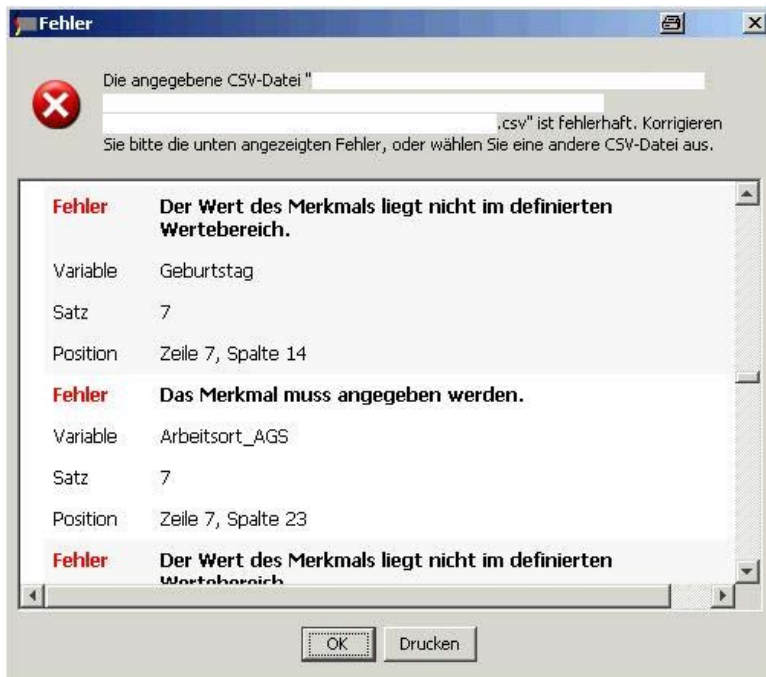 Fehler
Die angegebene CSV-Datei "
.csv" ist fehlerhaft. Korrigieren
Sie bitte die unten angezeigten Fehler, oder wählen Sie eine andere CSV-Datei aus.
Fehler Der Wert des Merkmals liegt nicht im definierten
Wertebereich.
Variable Geburtstag
Satz 7
Position Zeile 7, Spalte 14
Fehler Das Merkmal muss angegeben werden.
Variable Arbeitsort_AGS
Satz 7
Position Zeile 7, Spalte 23
Fehler Der Wert des Merkmals liegt nicht im definierten
Wertebereich
OK Drucken